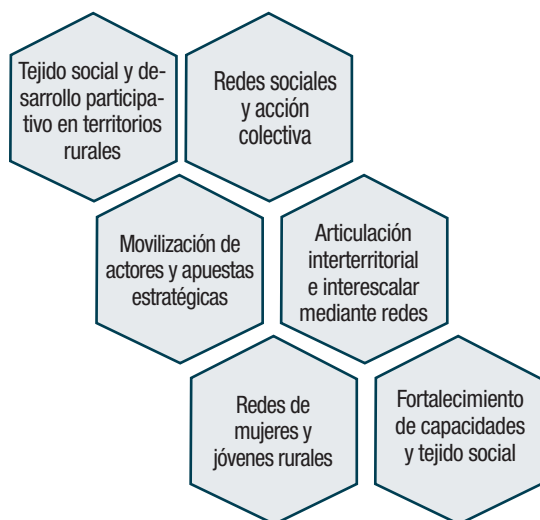 Tejido social y de-
sarrollo participa-
tivo en territorios
rurales
Redes sociales
y acción
colectiva
Movilización de
actores y apuestas
estratégicas
Articulación
interterritorial
e interescalar
mediante redes
Redes de
mujeres y
jóvenes rurales
Fortalecimiento
de capacidades
y tejido social